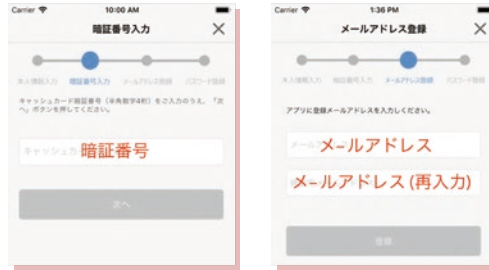 Carrier 10:00 AM
暗証番号入力
本人情報入力 暗証番号入力 メールアドレス登録 パスワード登録
キャッシュカード暗証番号（半角数字4桁）をご入力のうえ、「次
へ」ボタンを押してください。
暗証番号
次へ
Carrier 1:36 PM
メールアドレス登録
本人情報入力 暗証番号入力 メールアドレス登録 パスワード登録
アプリに登録メールアドレスを入力しください。
メールアドレス
メールアドレス(再入力)
登録